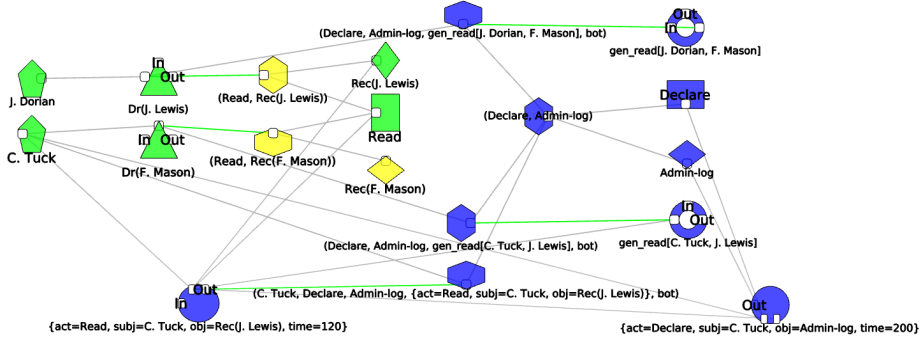 Out
In
(Declare, Admin-log, gen_read[J. Dorian, F. Mason], bot)
gen_read[J. Dorian, F. Mason]
In
Out
Rec(J. Lewis)
J. Dorian
Dr(J. Lewis)
(Read, Rec(J. Lewis))
Declare
(Declare, Admin-log)
Read
In Out
C. Tuck
(Read, Rec(F. Mason))
Dr(F. Mason)
Rec(F. Mason)
Admin-log
In
Out
(Declare, Admin-log, gen_read[C. Tuck, J. Lewis], bot)
gen_read[C. Tuck, J. Lewis]
Out
In
(C. Tuck, Declare, Admin-log, {act=Read, subj=C. Tuck, obj=Rec(J. Lewis)}, bot)
Out
{act=Read, subj=C. Tuck, obj=Rec(J. Lewis), time=120}
{act=Declare, subj=C. Tuck, obj=Admin-log, time=200}